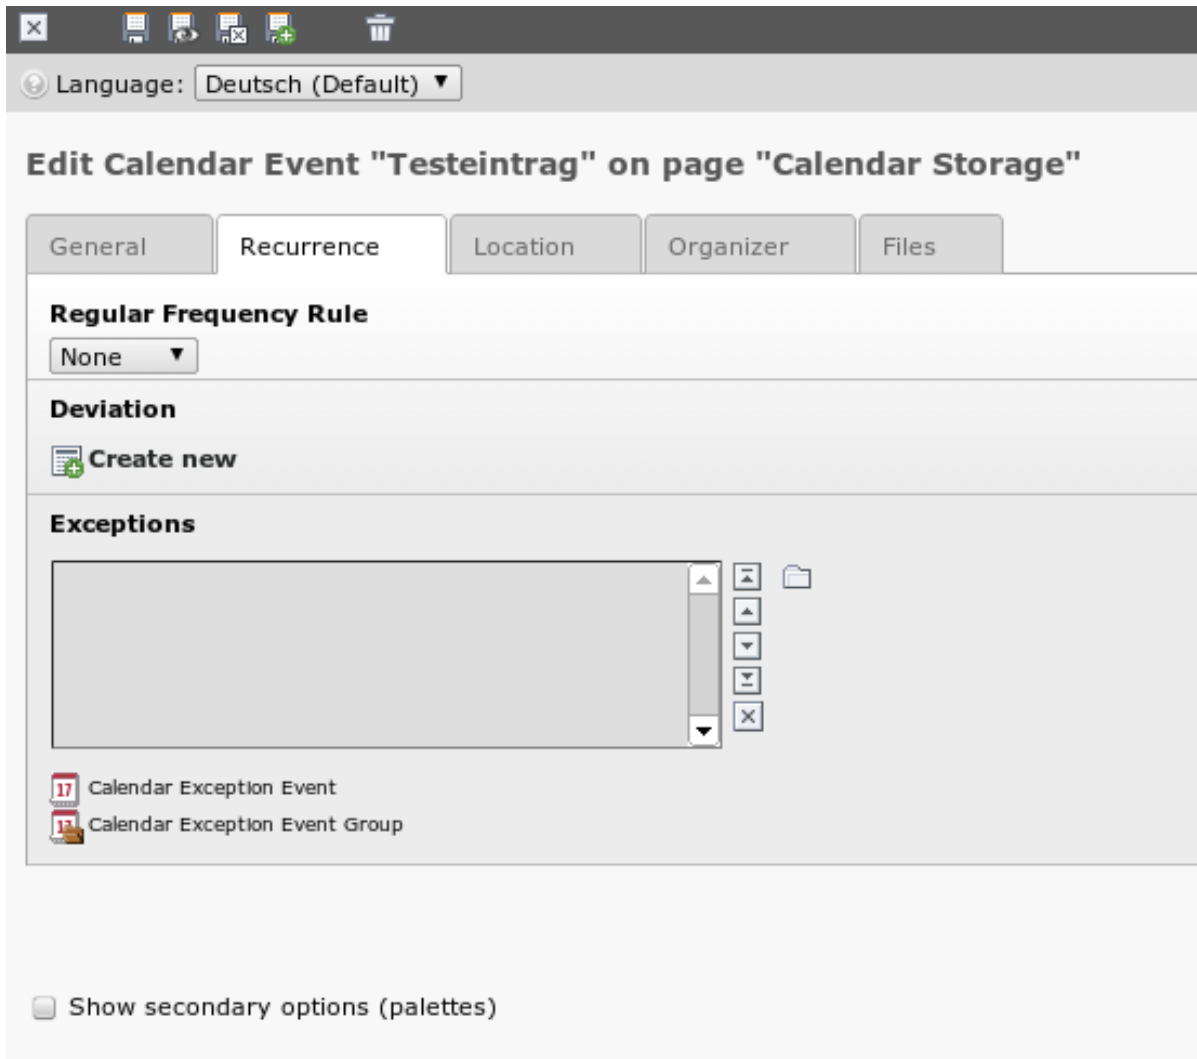 Language: Deutsch (Default)
Edit Calendar Event "Testeintrag" on page "Calendar Storage"
General Recurrence Location Organizer Files
Regular Frequency Rule
None
Deviation
Create new
Exceptions
17 Calendar Exception Event
Calendar Exception Event Group
Show secondary options (palettes)